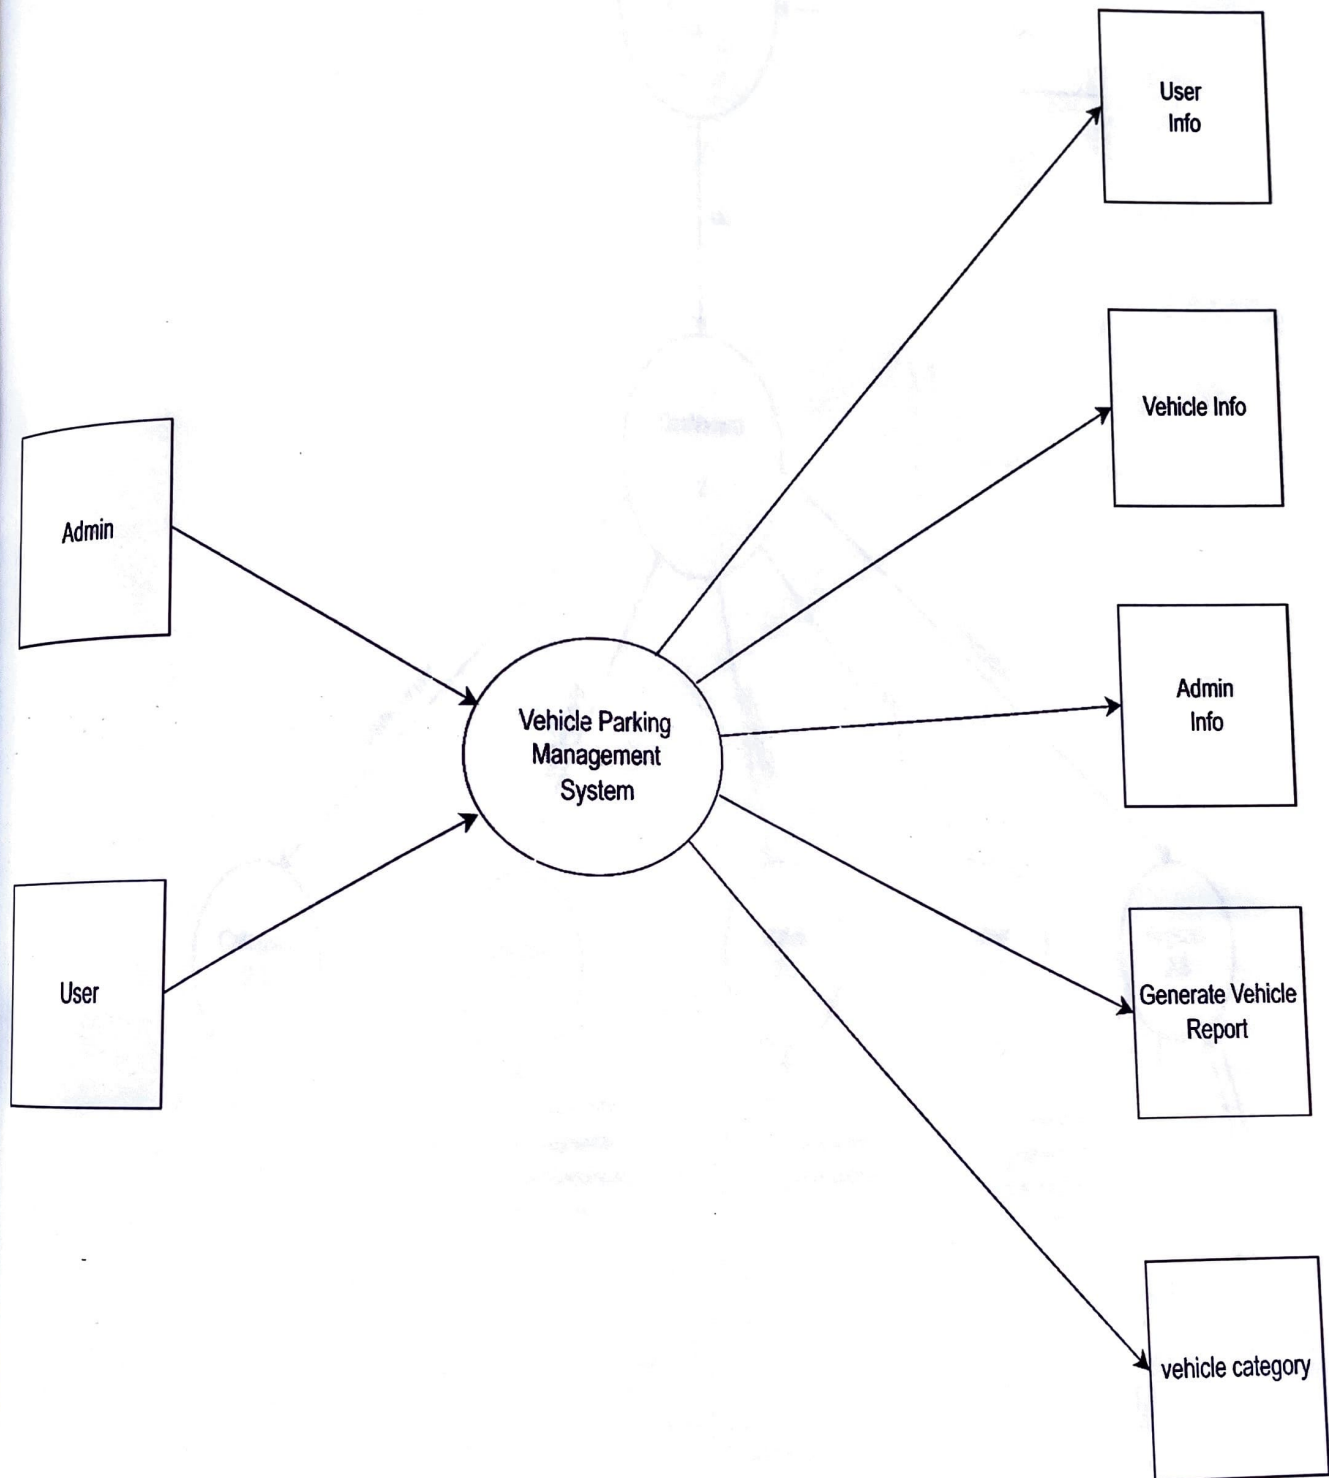 User
Info
Vehicle Info
Admin
Vehicle Parking
Management
System
Admin
Info
User
Generate Vehicle
Report
vehicle category